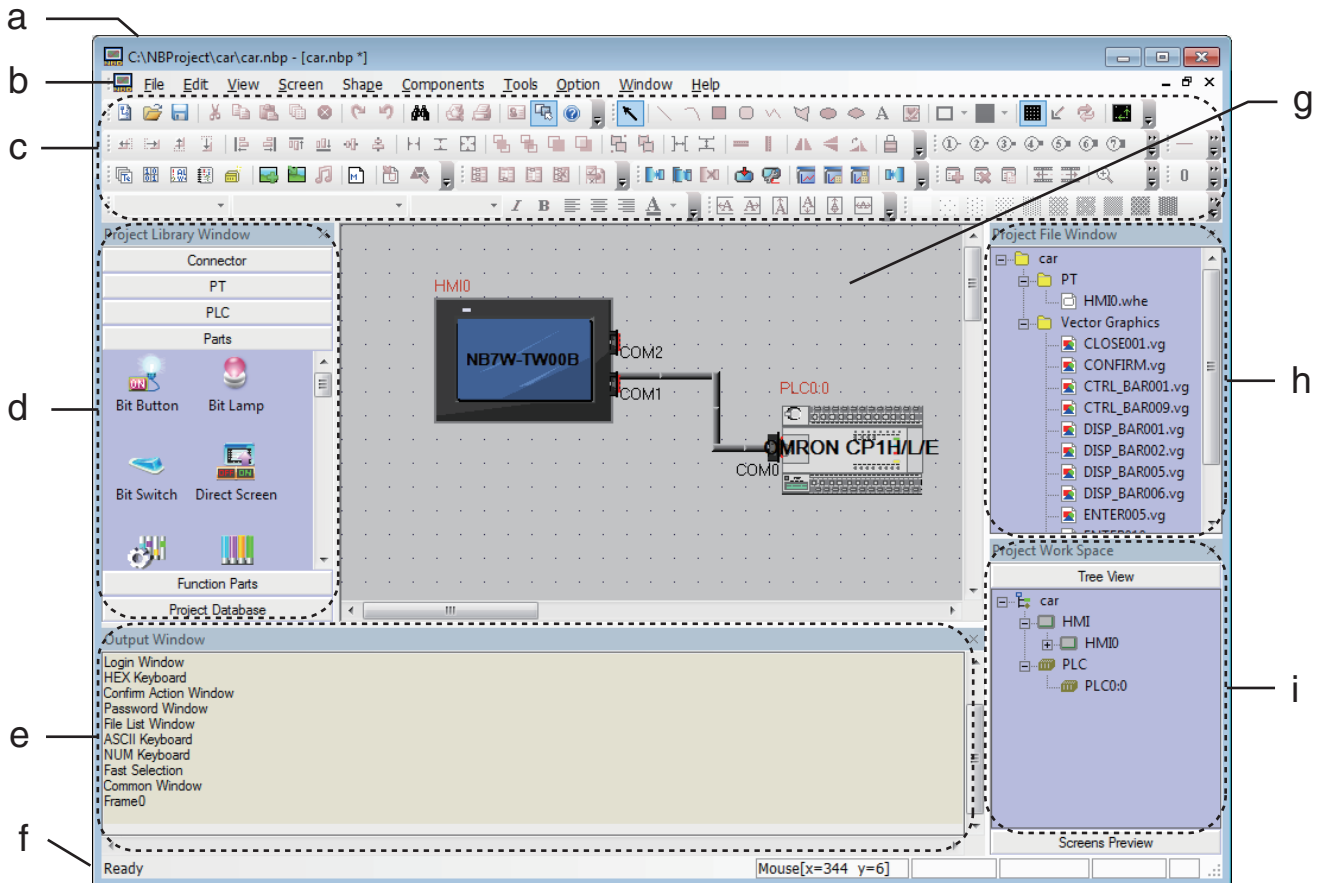 a
C:\NBProject\car\car.nbp - [car.nbp *]
b
File Edit View Screen Shape Components Tools Option Window Help
c
g
Project Library Window
Connector
PT
PLC
Parts
Bit Button Bit Lamp
Bit Switch Direct Screen
Function Parts
Project Database
d
HMI0
NB7W-TW00B
COM2
COM1
PLC0:0
OMRON CP1H/L/E
COM0
Project File Window
car
PT
HMI0.whe
Vector Graphics
CLOSE001.vg
CONFIRM.vg
CTRL_BAR001.vg
CTRL_BAR009.vg
DISP_BAR001.vg
DISP_BAR002.vg
DISP_BAR005.vg
DISP_BAR006.vg
ENTER005.vg
h
Project Work Space
Tree View
car
HMI
HMI0
PLC
PLC0:0
Screens Preview
i
Output Window
Login Window
HEX Keyboard
Confirm Action Window
Password Window
File List Window
ASCII Keyboard
NUM Keyboard
Fast Selection
Common Window
Frame0
e
f
Ready
Mouse[x=344 y=6]